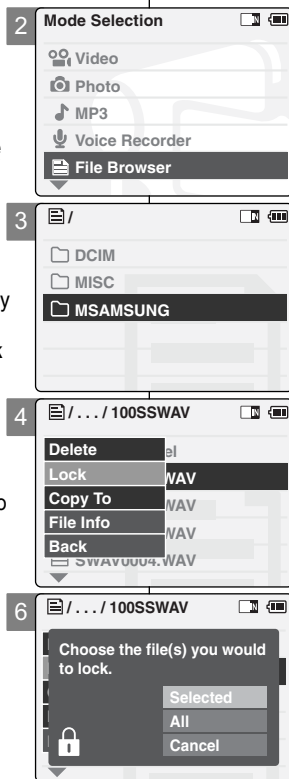 2
Mode Selection
N
Video
Photo
MP3
Voice Recorder
File Browser
3
/
N
DCIM
MISC
MSAMSUNG
y
4
/ . . . / 100SSWAV
N
Delete
el
Lock
WAV
Copy To
WAV
File Info
WAV
Back
SWAV0004.WAV
6
/ . . . / 100SSWAV
N
Choose the file(s) you would
to lock.
Selected
All
Cancel